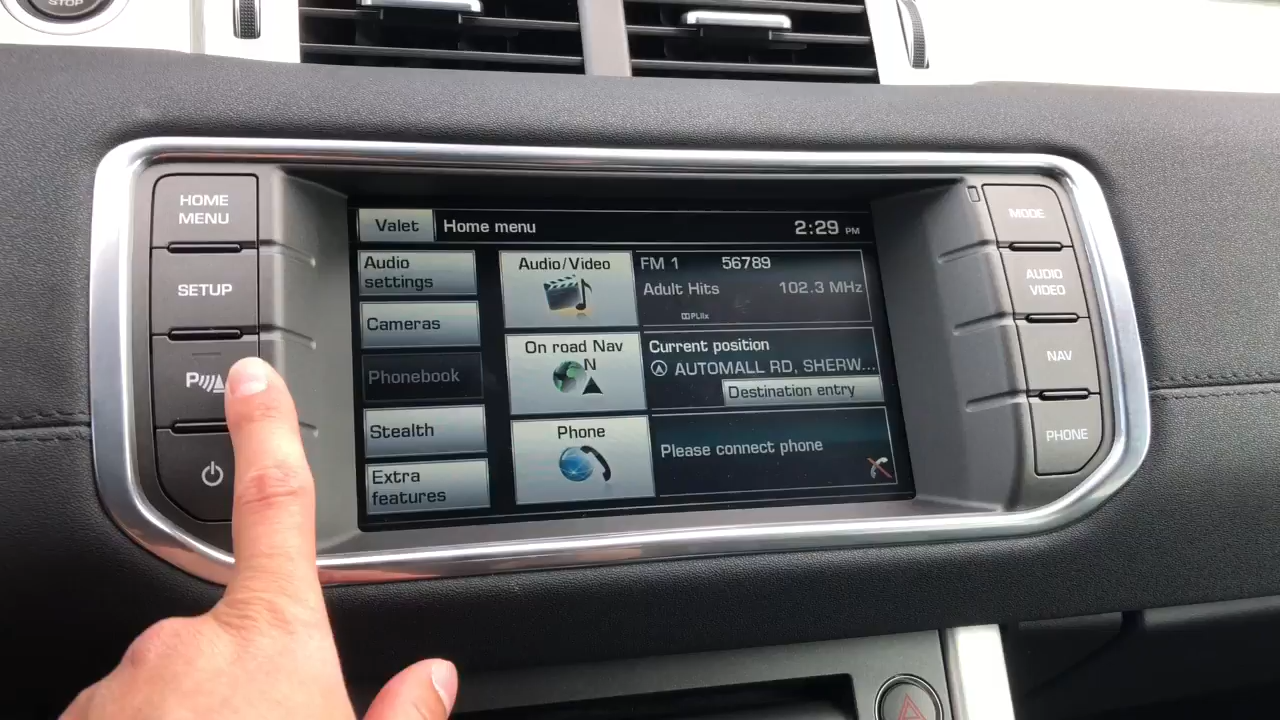 STOP
HOME
MENU
SETUP
P
Valet
Home menu
2:29 PM
Audio
settings
Cameras
Phonebook
Stealth
Extra
features
Audio/Video
On road Nav
N
Phone
FM 1
56789
Adult Hits
102.3 MHz
PLIIx
Current position
AUTOMALL RD, SHERW...
Destination entry
Please connect phone
MODE
AUDIO
VIDEO
NAV
PHONE